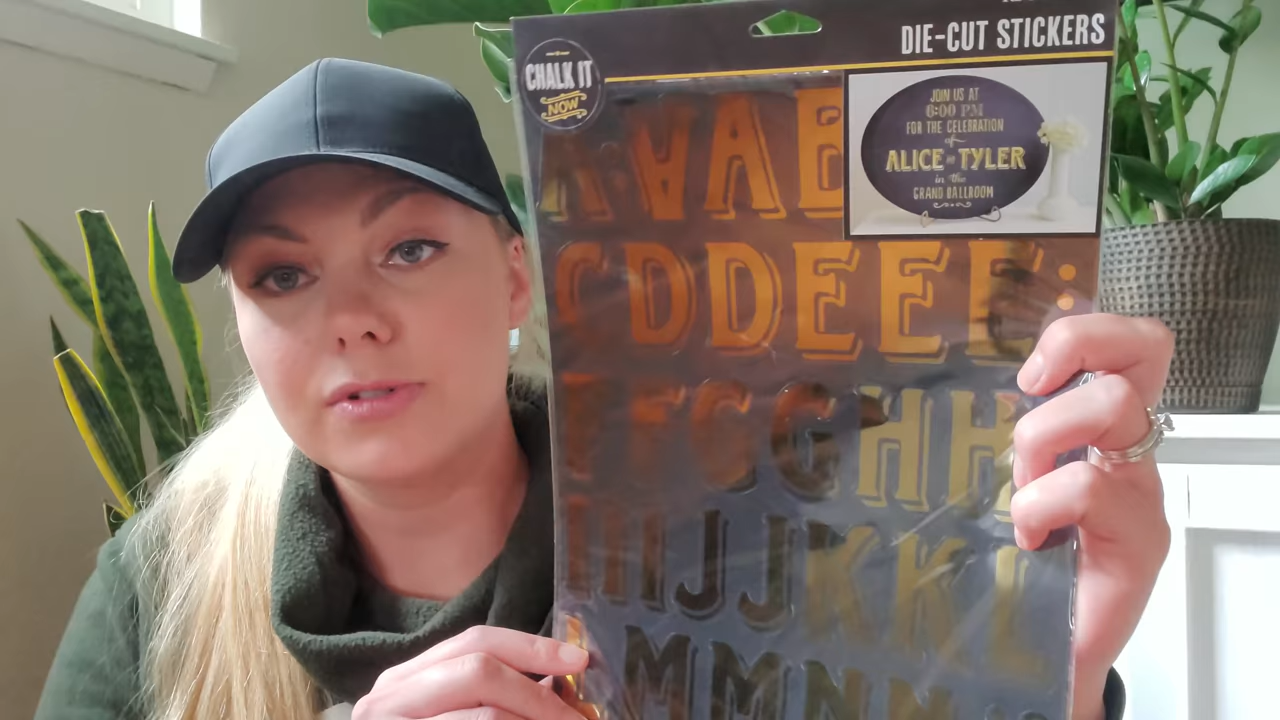 DIE-CUT STICKERS
CHALK IT
NOW
JOIN US AT
6:00 PM
FOR THE CELEBRATION
of
ALICE TYLER
in the
GRAND BALLROOM
A A B
C D D E E E :
F F G G H H
I I I J J K K L
M M N N